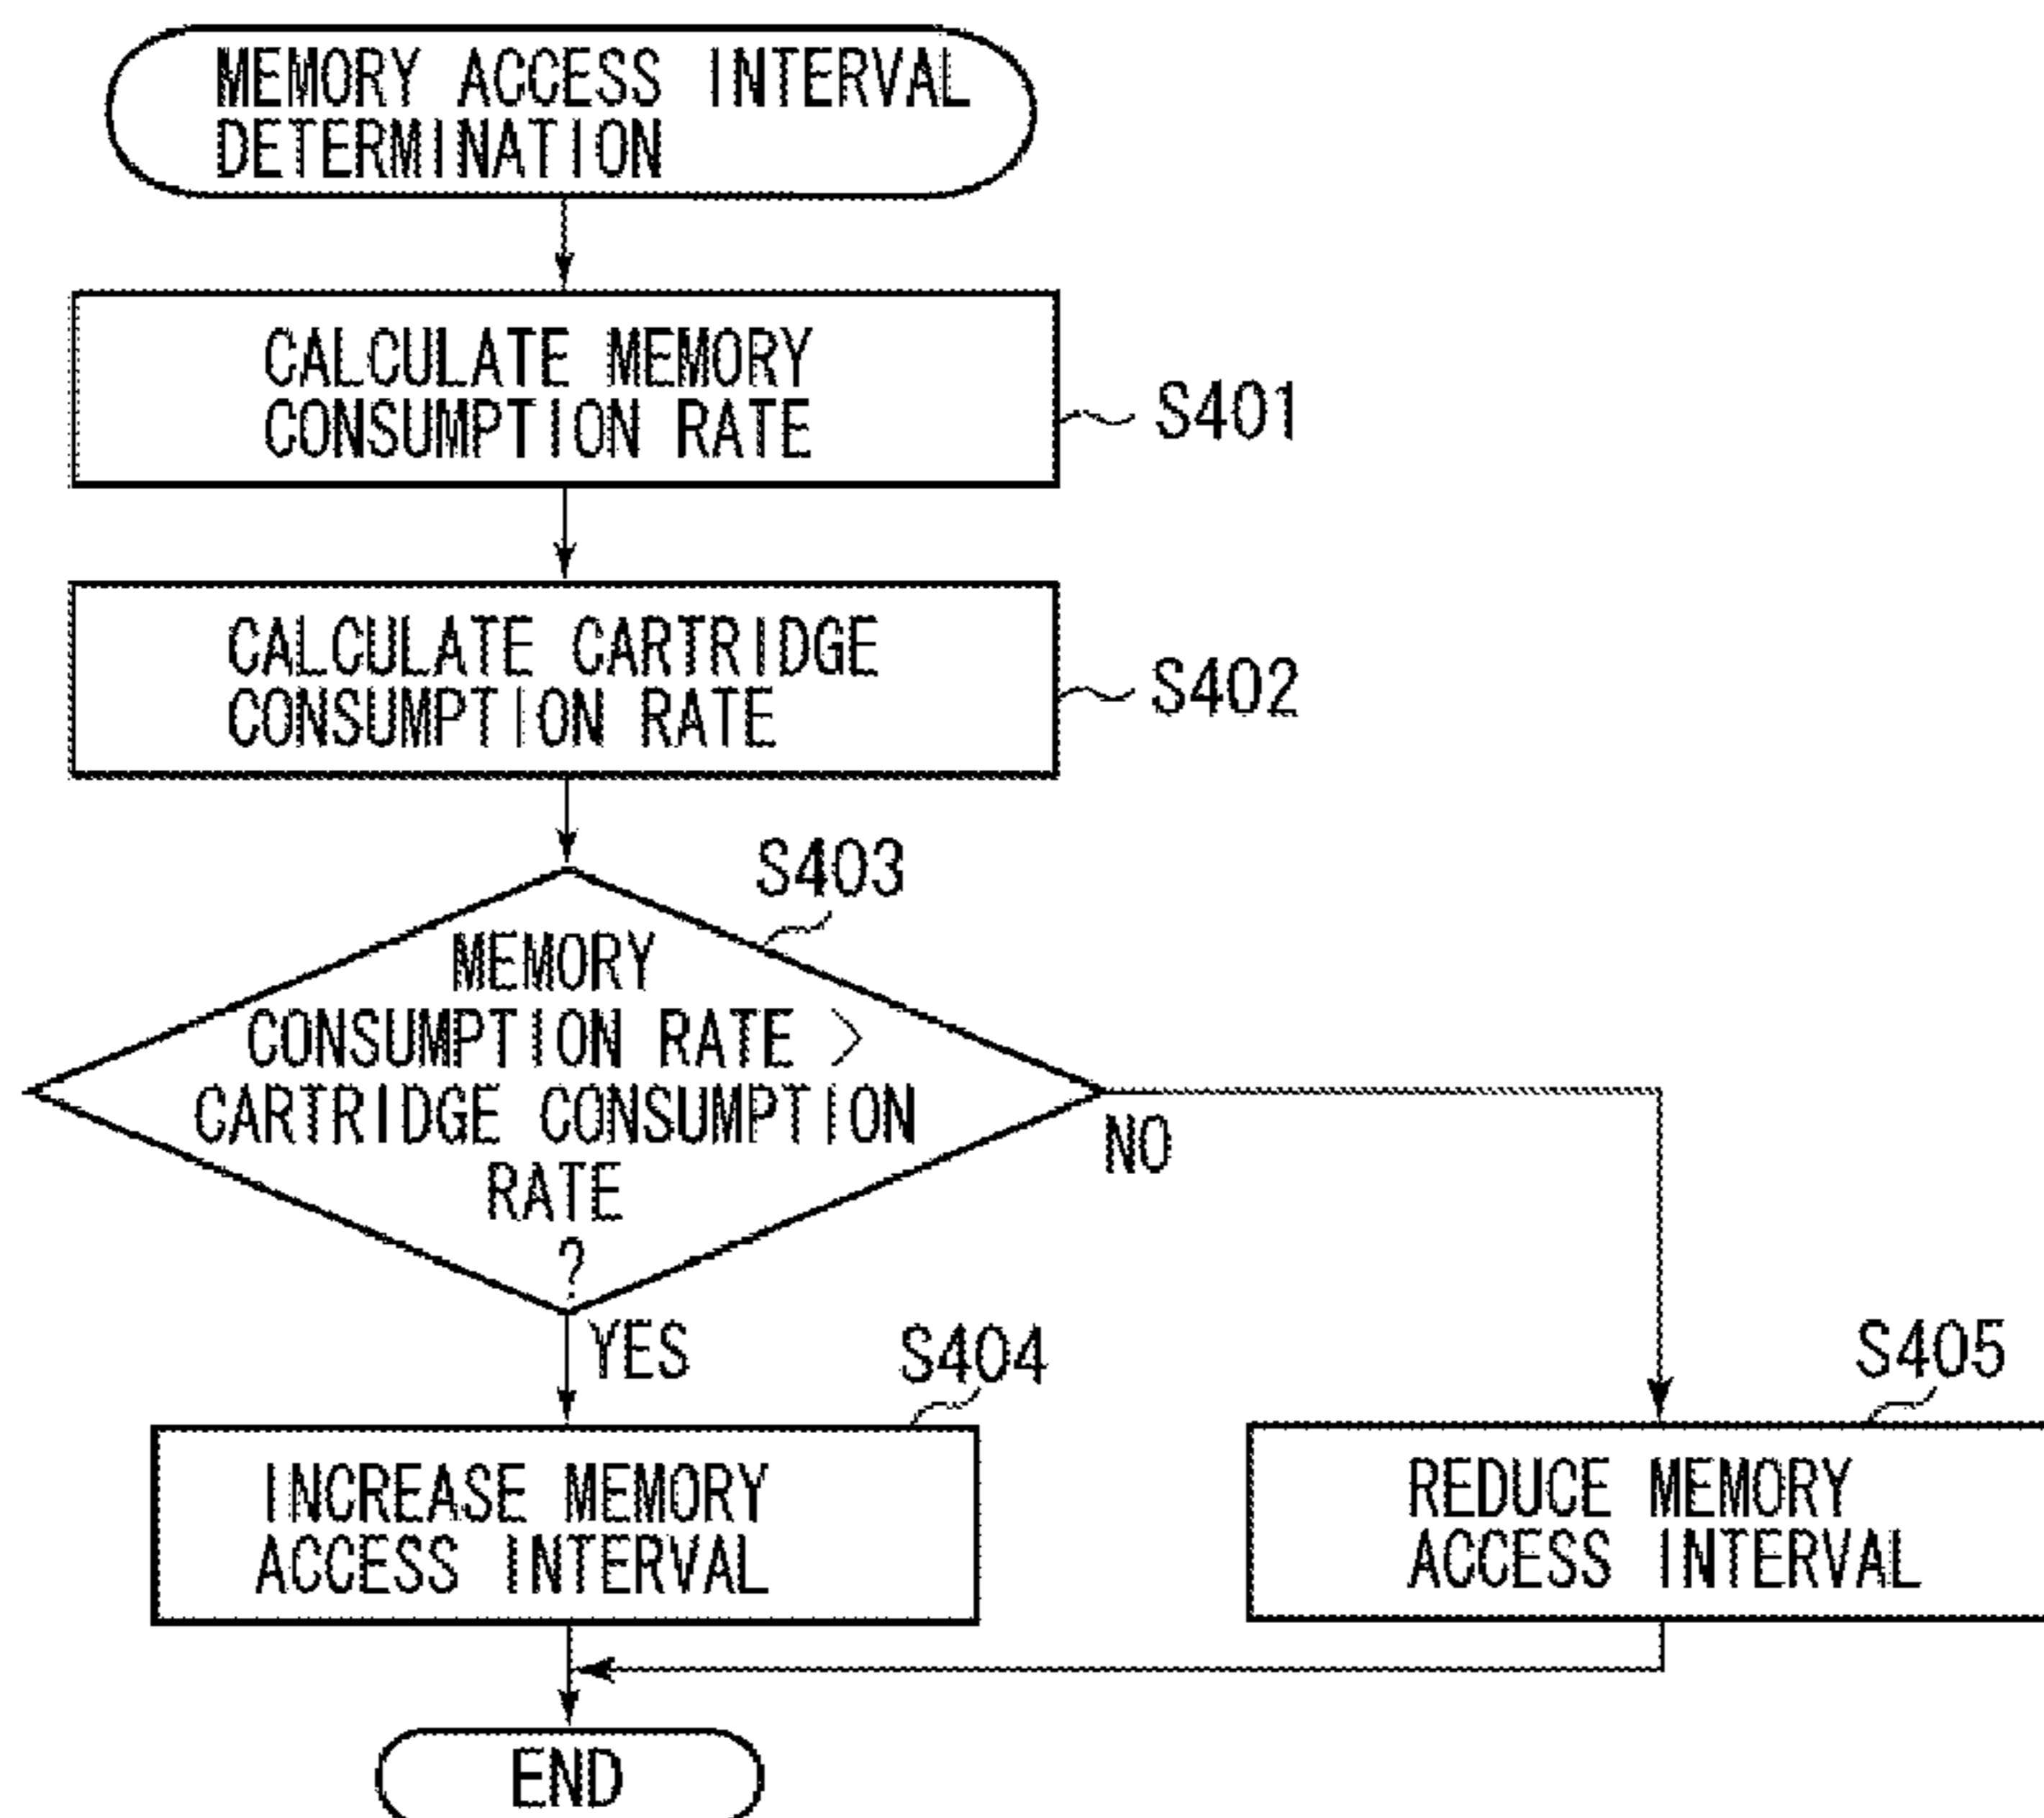 MEMORY ACCESS INTERVAL
DETERMINATION
CALCULATE MEMORY
CONSUMPTION RATE
S401
CALCULATE CARTRIDGE
CONSUMPTION RATE
S402
S403
MEMORY
CONSUMPTION RATE >
CARTRIDGE CONSUMPTION
RATE
?
NO
YES
S404
INCREASE MEMORY
ACCESS INTERVAL
S405
REDUCE MEMORY
ACCESS INTERVAL
END